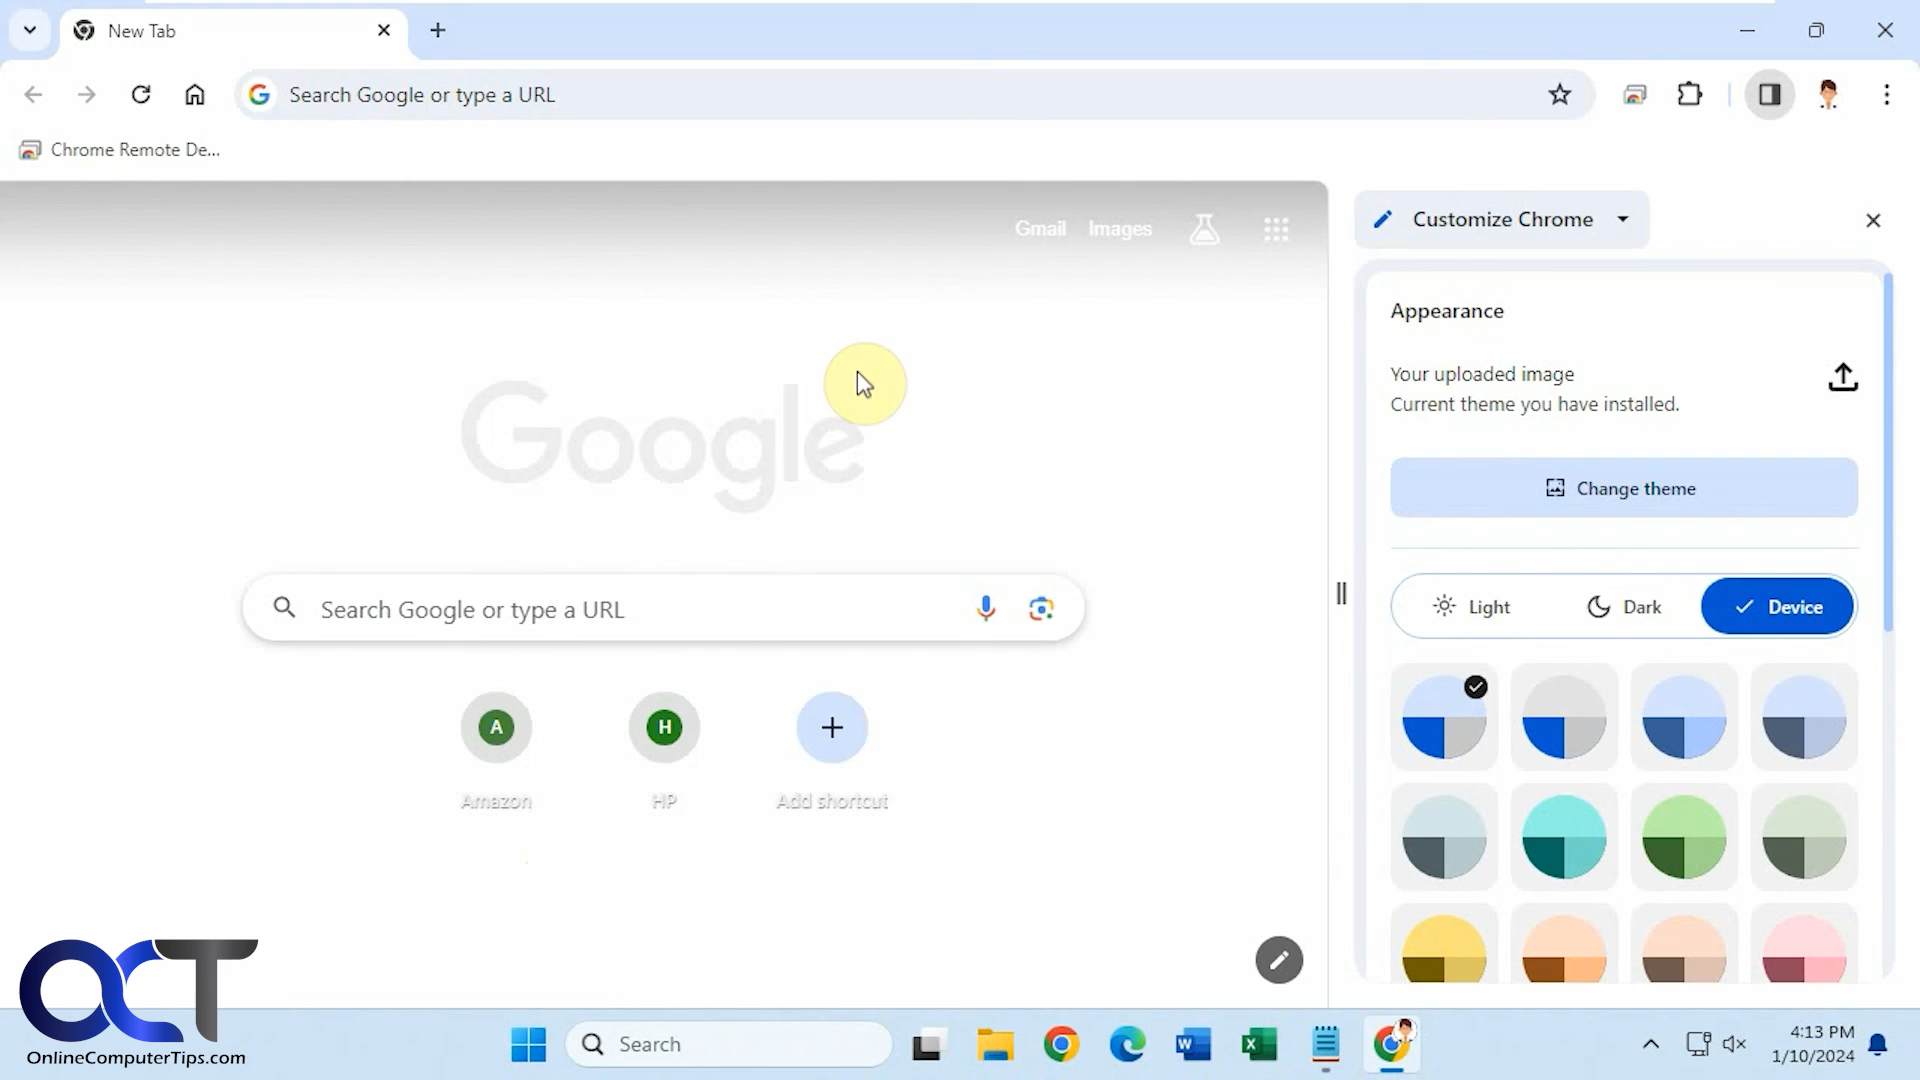 New Tab
Search Google or type a URL
Chrome Remote De...
Gmail Images
Customize Chrome
Appearance
Your uploaded image
Current theme you have installed.
Google
Change theme
Search Google or type a URL
Light Dark Device
A H
Amazon HP Add shortcut
OCT
OnlineComputerTips.com
Search
W X
4:13 PM
1/10/2024